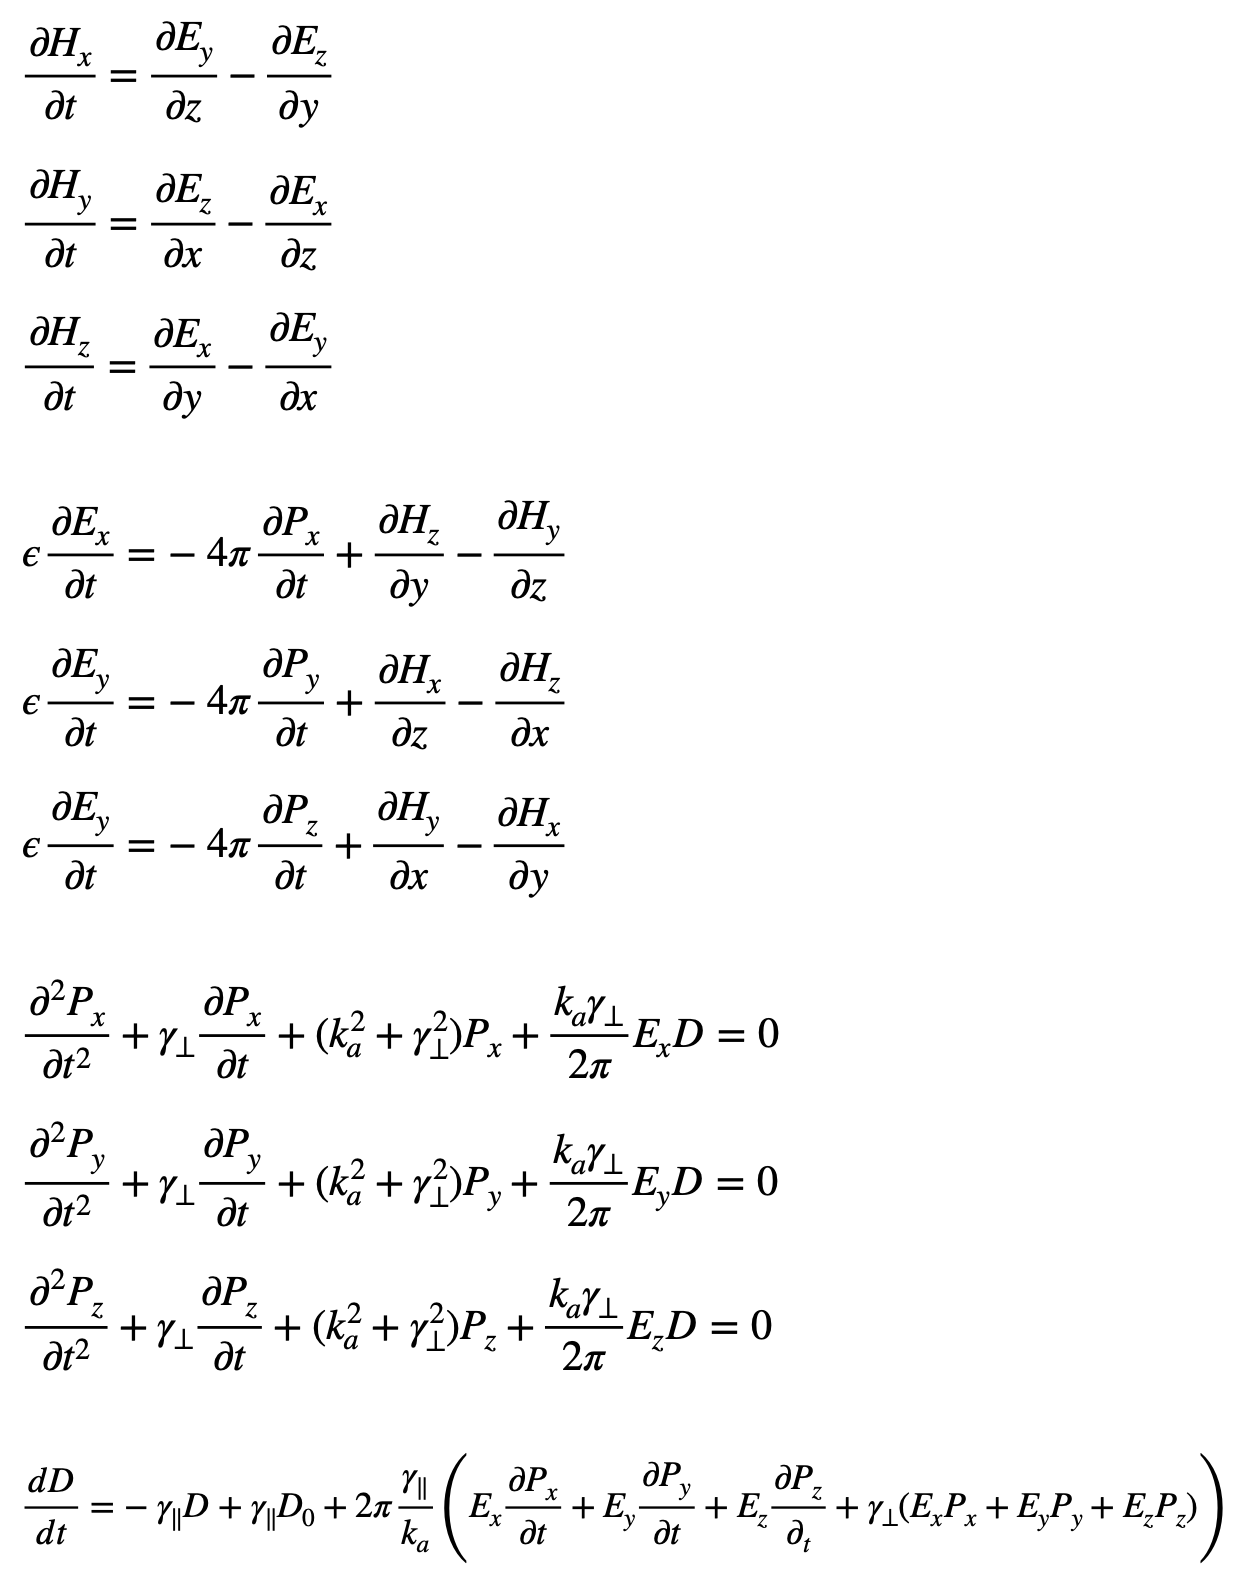 \frac{\partial H_x}{\partial t} = \frac{\partial E_y}{\partial z} - \frac{\partial E_z}{\partial y}
\frac{\partial H_y}{\partial t} = \frac{\partial E_z}{\partial x} - \frac{\partial E_x}{\partial z}
\frac{\partial H_z}{\partial t} = \frac{\partial E_x}{\partial y} - \frac{\partial E_y}{\partial x}
\epsilon \frac{\partial E_x}{\partial t} = -4\pi \frac{\partial P_x}{\partial t} + \frac{\partial H_z}{\partial y} - \frac{\partial H_y}{\partial z}
\epsilon \frac{\partial E_y}{\partial t} = -4\pi \frac{\partial P_y}{\partial t} + \frac{\partial H_x}{\partial z} - \frac{\partial H_z}{\partial x}
\epsilon \frac{\partial E_y}{\partial t} = -4\pi \frac{\partial P_z}{\partial t} + \frac{\partial H_y}{\partial x} - \frac{\partial H_x}{\partial y}
\frac{\partial^2 P_x}{\partial t^2} + \gamma_\perp \frac{\partial P_x}{\partial t} + (k_a^2 + \gamma_\perp^2) P_x + \frac{k_a \gamma_\perp}{2\pi} E_x D = 0
\frac{\partial^2 P_y}{\partial t^2} + \gamma_\perp \frac{\partial P_y}{\partial t} + (k_a^2 + \gamma_\perp^2) P_y + \frac{k_a \gamma_\perp}{2\pi} E_y D = 0
\frac{\partial^2 P_z}{\partial t^2} + \gamma_\perp \frac{\partial P_z}{\partial t} + (k_a^2 + \gamma_\perp^2) P_z + \frac{k_a \gamma_\perp}{2\pi} E_z D = 0
\frac{dD}{dt} = -\gamma_\parallel D + \gamma_\parallel D_0 + 2\pi \frac{\gamma_\parallel}{k_a} \left( E_x \frac{\partial P_x}{\partial t} + E_y \frac{\partial P_y}{\partial t} + E_z \frac{\partial P_z}{\partial_t} + \gamma_\perp (E_x P_x + E_y P_y + E_z P_z) \right)